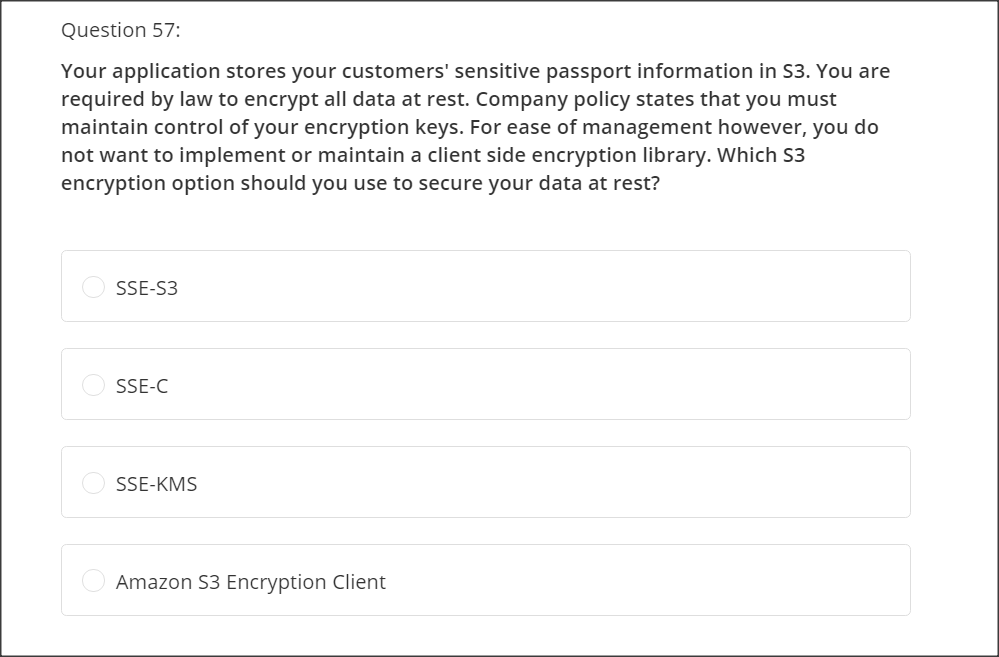 Question 57:
Your application stores your customers' sensitive passport information in S3. You are
required by law to encrypt all data at rest. Company policy states that you must
maintain control of your encryption keys. For ease of management however, you do
not want to implement or maintain a client side encryption library. Which S3
encryption option should you use to secure your data at rest?
SSE-S3
SSE-C
SSE-KMS
Amazon S3 Encryption Client